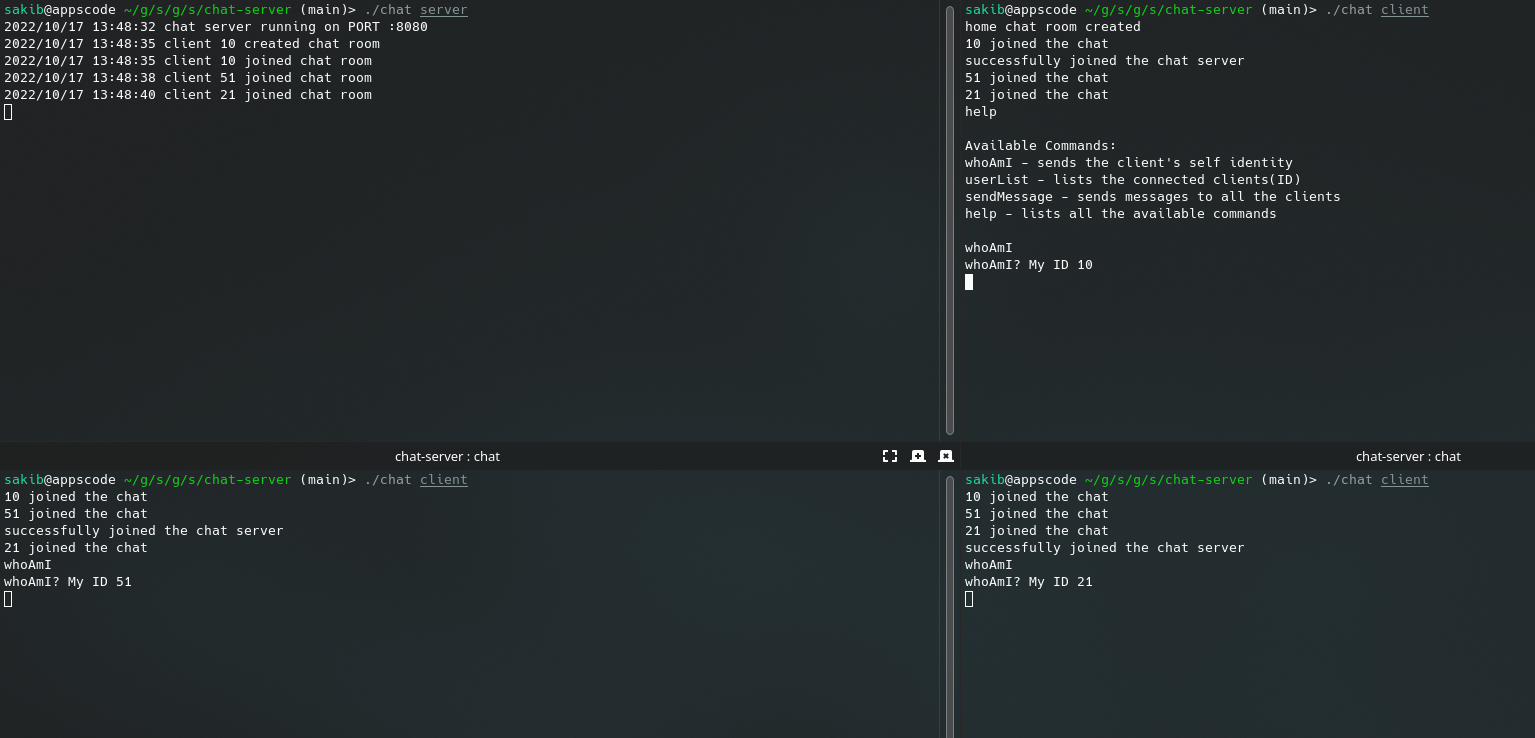 sakib@appscode ~/g/s/g/s/chat-server (main)> ./chat server
2022/10/17 13:48:32 chat server running on PORT :8080
2022/10/17 13:48:35 client 10 created chat room
2022/10/17 13:48:35 client 10 joined chat room
2022/10/17 13:48:38 client 51 joined chat room
2022/10/17 13:48:40 client 21 joined chat room
sakib@appscode ~/g/s/g/s/chat-server (main)> ./chat client
home chat room created
10 joined the chat
successfully joined the chat server
51 joined the chat
21 joined the chat
help
Available Commands:
whoAmI - sends the client's self identity
userList - lists the connected clients(ID)
sendMessage - sends messages to all the clients
help - lists all the available commands
whoAmI
whoAmI? My ID 10
chat-server : chat
chat-server : chat
sakib@appscode ~/g/s/g/s/chat-server (main)> ./chat client
10 joined the chat
51 joined the chat
successfully joined the chat server
21 joined the chat
whoAmI
whoAmI? My ID 51
sakib@appscode ~/g/s/g/s/chat-server (main)> ./chat client
10 joined the chat
51 joined the chat
21 joined the chat
successfully joined the chat server
whoAmI
whoAmI? My ID 21